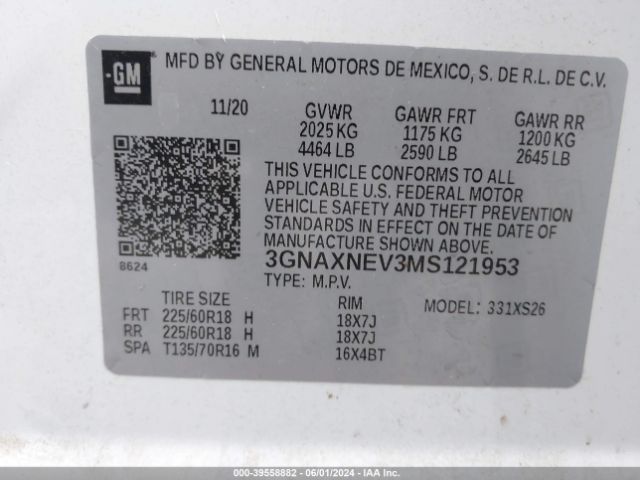 GM
MFD BY GENERAL MOTORS DE MEXICO, S. DE R.L. DE C.V.
11/20 GVWR GAWR FRT GAWR RR
2025 KG 1175 KG 1200 KG
4464 LB 2590 LB 2645 LB
THIS VEHICLE CONFORMS TO ALL
APPLICABLE U.S. FEDERAL MOTOR
VEHICLE SAFETY AND THEFT PREVENTION
STANDARDS IN EFFECT ON THE DATE
OF MANUFACTURE SHOWN ABOVE.
3GNAXNEV3MS121953
8624
TYPE: M.P.V.
TIRE SIZE RIM MODEL: 331XS26
FRT 225/60R18 H 18X7J
RR 225/60R18 H 18X7J
SPA T135/70R16 M 16X4BT
000-39558882 - 06/01/2024 - IAA Inc.